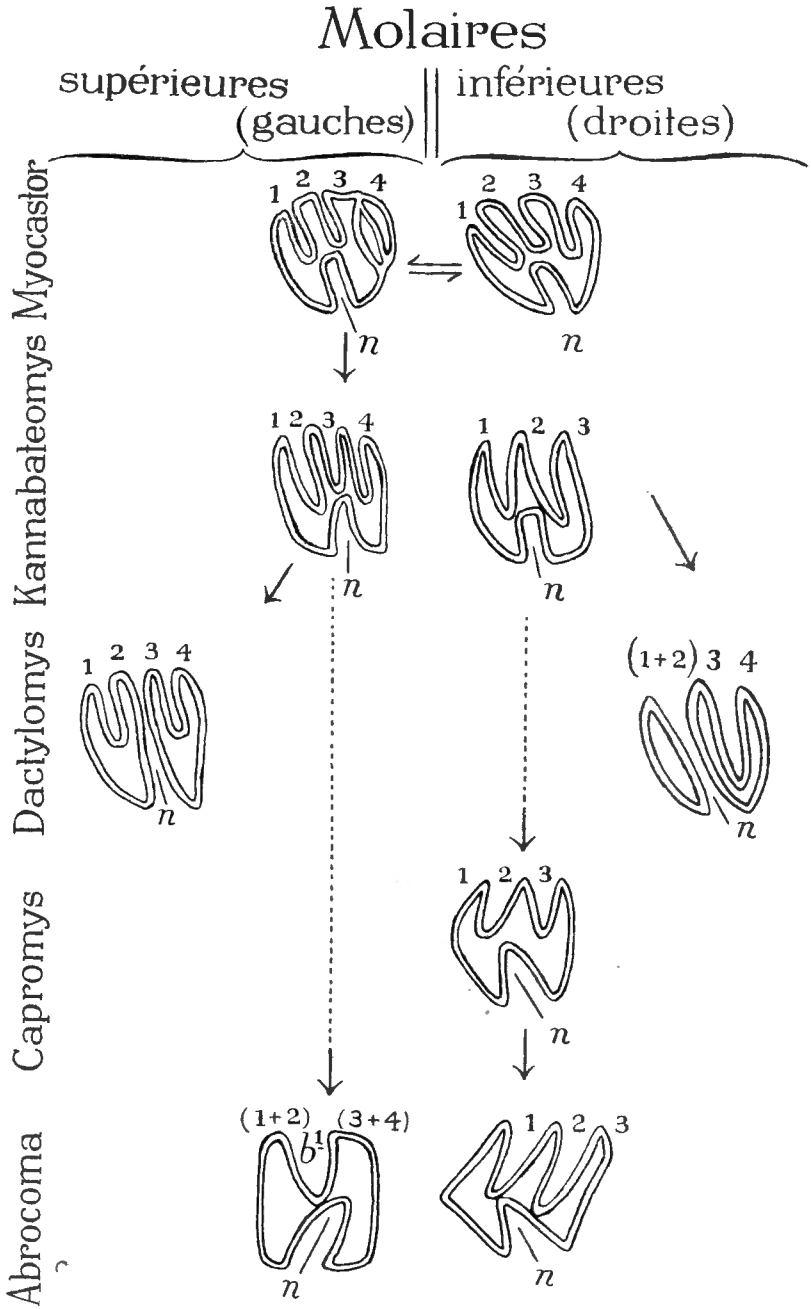 Molaires
supérieures
(gauches)
inférieures
(droites)
Myocastor
1 2 3 4
n
1 2 3 4
n
Kannabateomys
1 2 3 4
n
1 2 3
n
Dactylomys
1 2 3 4
n
(1+2) 3 4
n
Capromys
1 2 3
n
Abrocoma
(1+2) b1 (3+4)
n
1 2 3
n